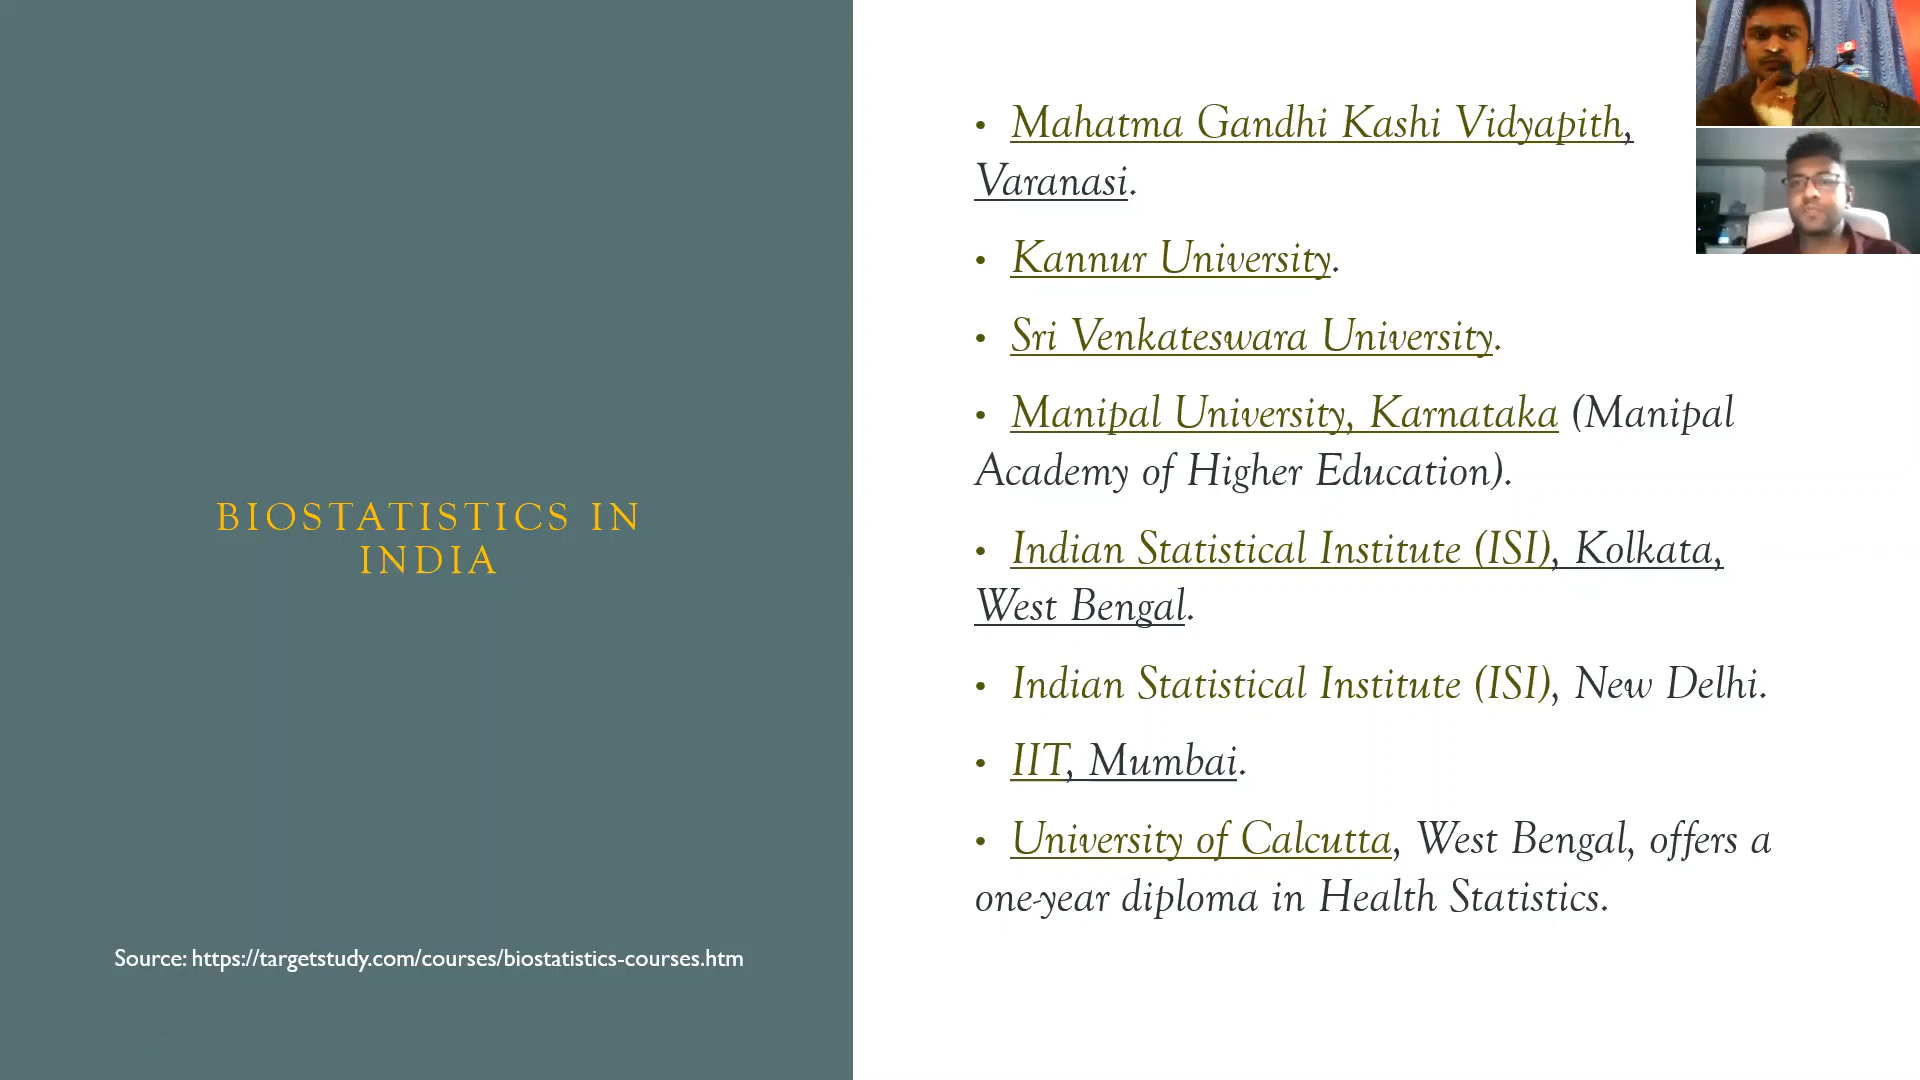 BIOSTATISTICS IN
INDIA
Source: https://targetstudy.com/courses/biostatistics-courses.htm
• Mahatma Gandhi Kashi Vidyapith,
Varanasi.
• Kannur University.
• Sri Venkateswara University.
• Manipal University, Karnataka (Manipal
Academy of Higher Education).
• Indian Statistical Institute (ISI), Kolkata,
West Bengal.
• Indian Statistical Institute (ISI), New Delhi.
• IIT, Mumbai.
• University of Calcutta, West Bengal, offers a
one-year diploma in Health Statistics.